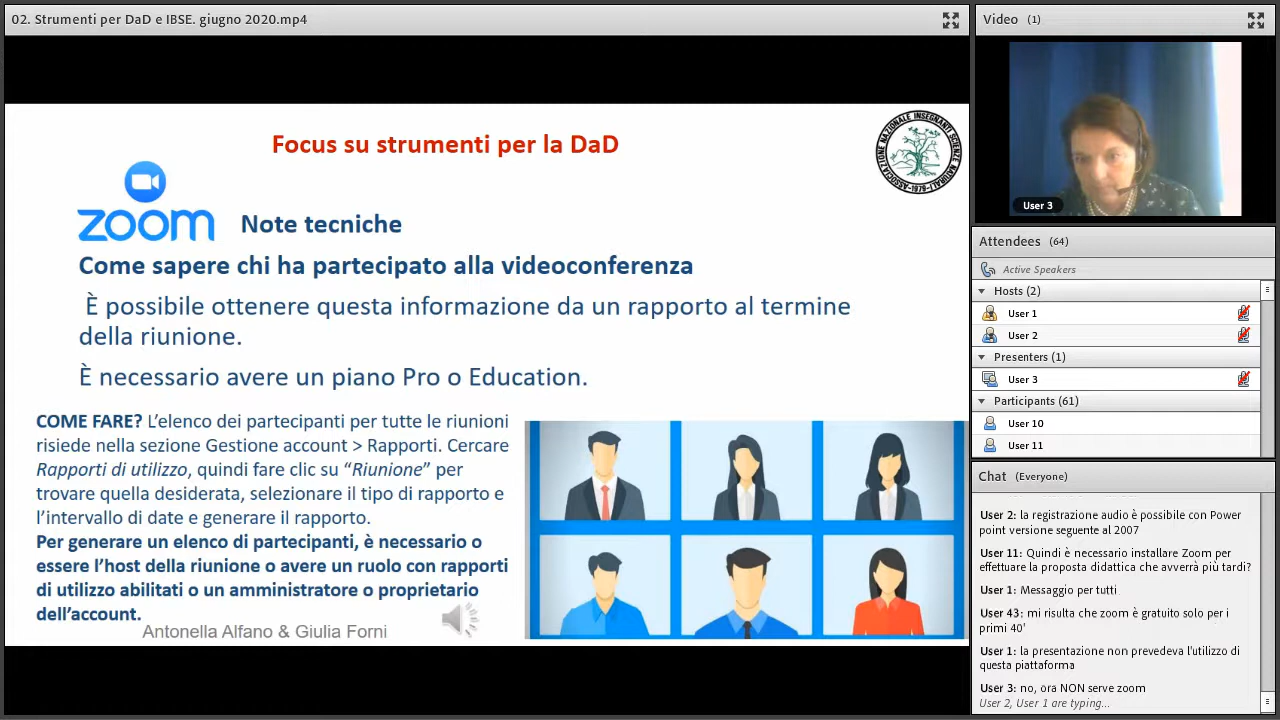 02. Strumenti per DaD e IBSE. giugno 2020.mp4
Focus su strumenti per la DaD
ASSOCIAZIONE NAZIONALE INSEGNANTI SCIENZE NATURALI
-1979-
zoom
Note tecniche
Come sapere chi ha partecipato alla videoconferenza
È possibile ottenere questa informazione da un rapporto al termine
della riunione.
È necessario avere un piano Pro o Education.
COME FARE? L’elenco dei partecipanti per tutte le riunioni
risiede nella sezione Gestione account > Rapporti. Cercare
Rapporti di utilizzo, quindi fare clic su “Riunione” per
trovare quella desiderata, selezionare il tipo di rapporto e
l’intervallo di date e generare il rapporto.
Per generare un elenco di partecipanti, è necessario o
essere l’host della riunione o avere un ruolo con rapporti
di utilizzo abilitati o un amministratore o proprietario
dell’account.
Antonella Alfano & Giulia Forni
Video (1)
User 3
Attendees (64)
Active Speakers
Hosts (2)
User 1
User 2
Presenters (1)
User 3
Participants (61)
User 10
User 11
Chat (Everyone)
User 2: la registrazione audio è possibile con Power
point versione seguente al 2007
User 11: Quindi è necessario installare Zoom per
effettuare la proposta didattica che avverrà più tardi?
User 1: Messaggio per tutti
User 43: mi risulta che zoom è gratuito solo per i
primi 40'
User 1: la presentazione non prevedeva l'utilizzo di
questa piattaforma
User 3: no, ora NON serve zoom
User 2, User 1 are typing...